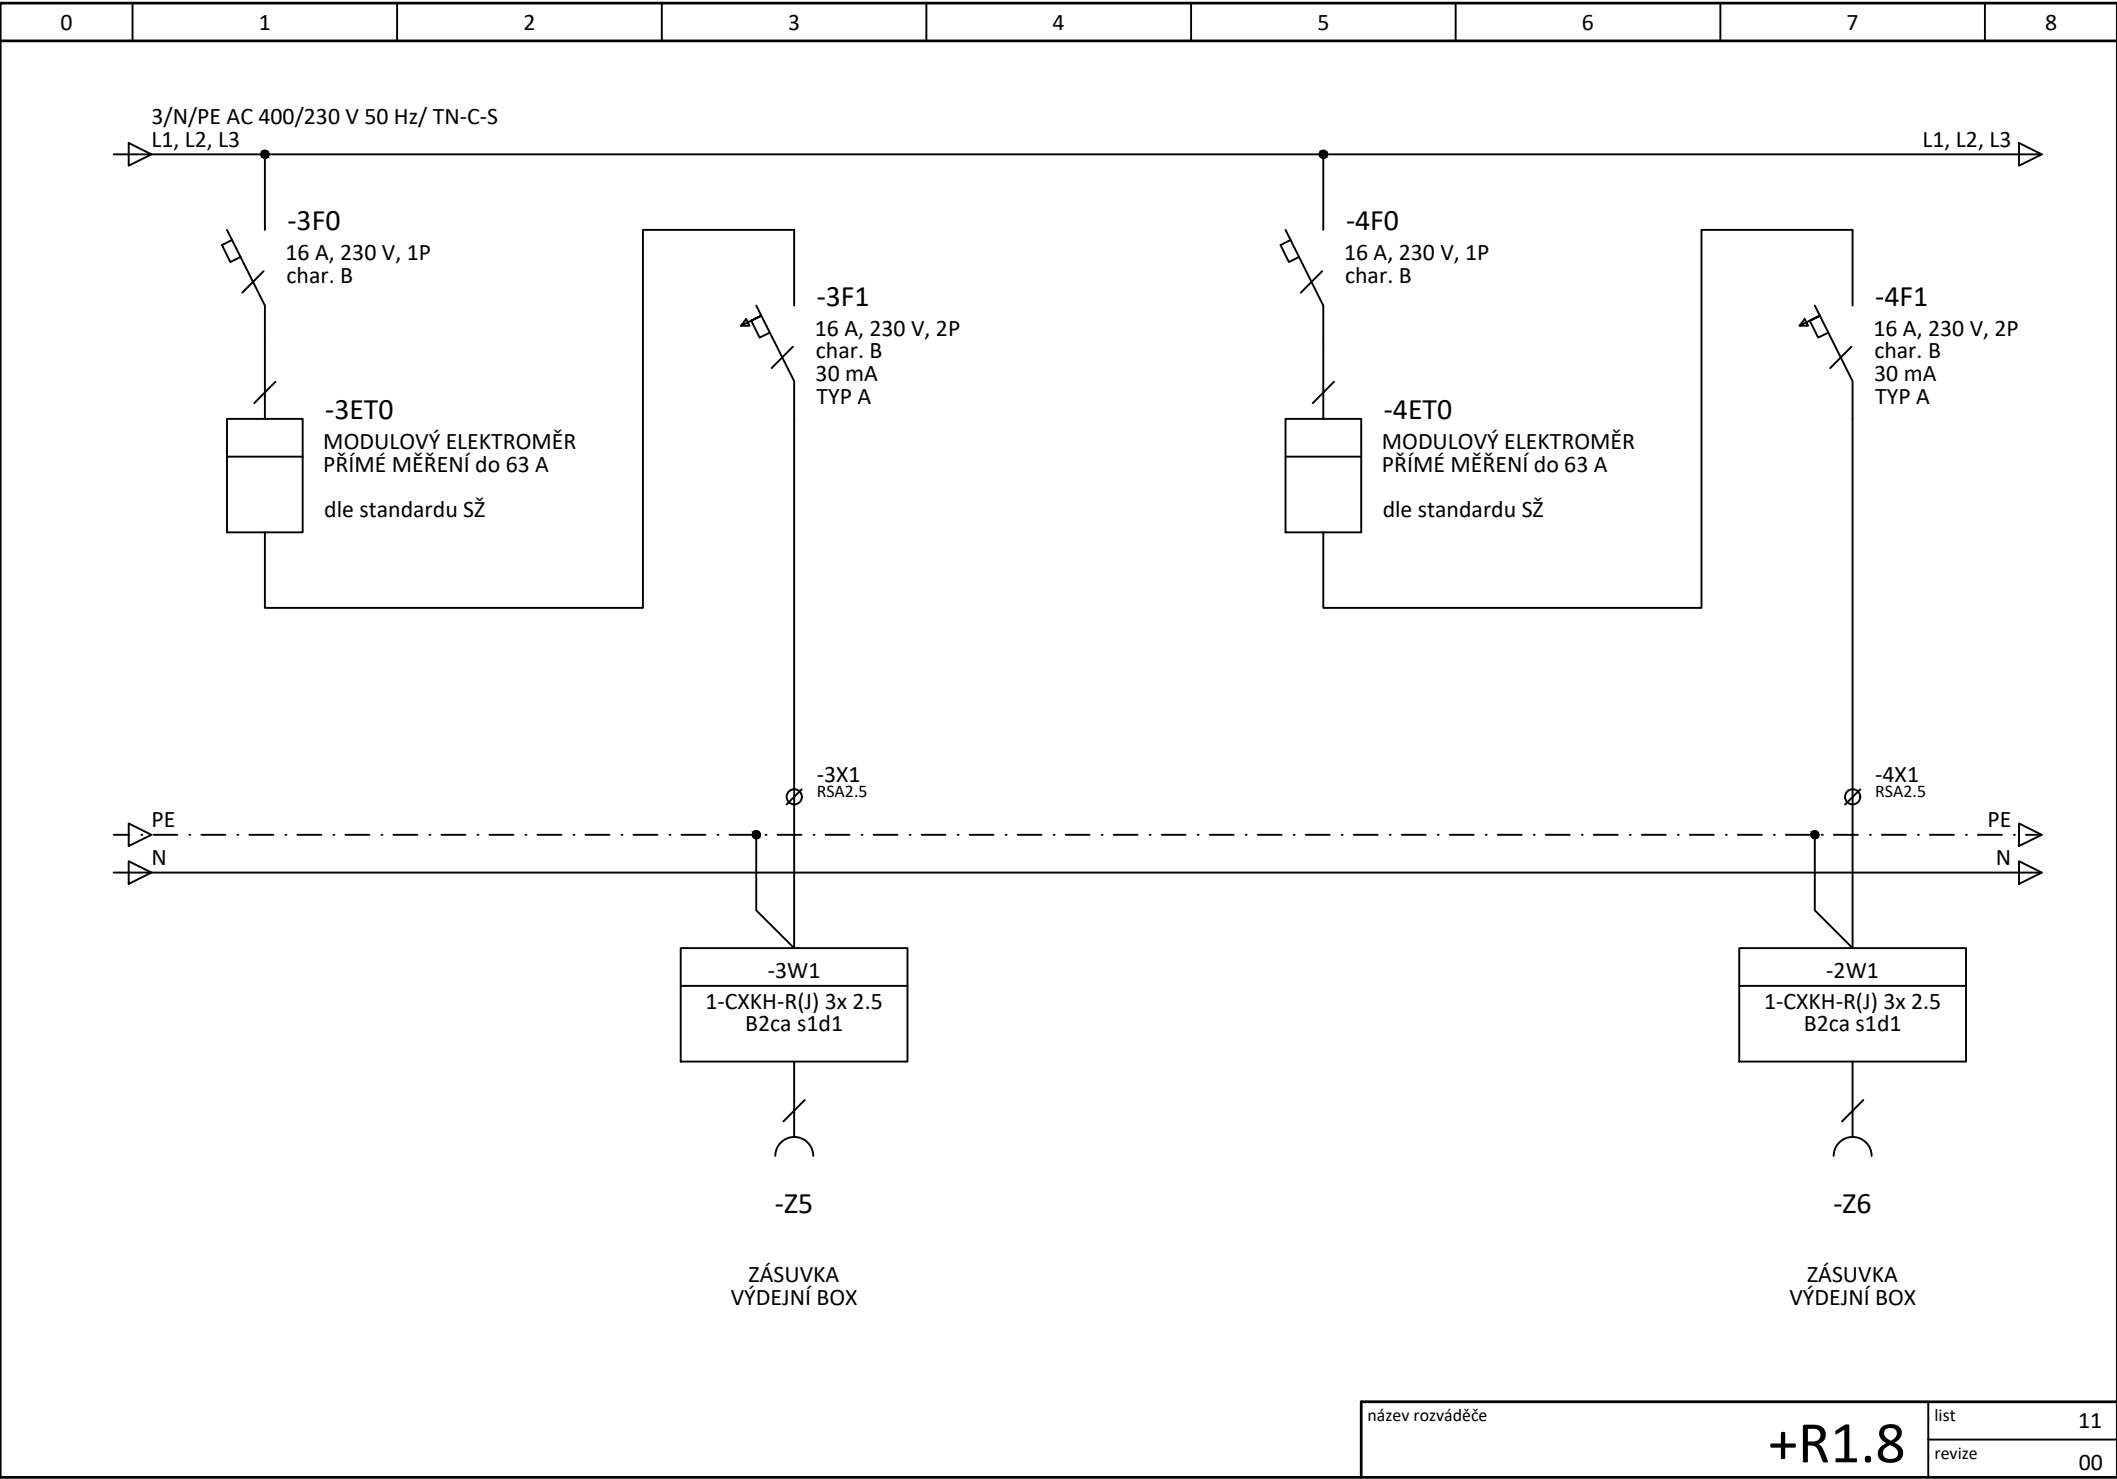 0 1 2 3 4 5 6 7 8
3/N/PE AC 400/230 V 50 Hz/ TN-C-S
L1, L2, L3
L1, L2, L3
-3F0
16 A, 230 V, 1P
char. B
-3F1
16 A, 230 V, 2P
char. B
30 mA
TYP A
-3ET0
MODULOVÝ ELEKTROMĚR
PŘÍMÉ MĚŘENÍ do 63 A
dle standardu SŽ
-4F0
16 A, 230 V, 1P
char. B
-4F1
16 A, 230 V, 2P
char. B
30 mA
TYP A
-4ET0
MODULOVÝ ELEKTROMĚR
PŘÍMÉ MĚŘENÍ do 63 A
dle standardu SŽ
-3X1
RSA2.5
-4X1
RSA2.5
PE
PE
N
N
-3W1
1-CXKH-R(J) 3x 2.5
B2ca s1d1
-2W1
1-CXKH-R(J) 3x 2.5
B2ca s1d1
-Z5
ZÁSUVKA
VÝDEJNÍ BOX
-Z6
ZÁSUVKA
VÝDEJNÍ BOX
název rozváděče
+R1.8
list 11
revize 00